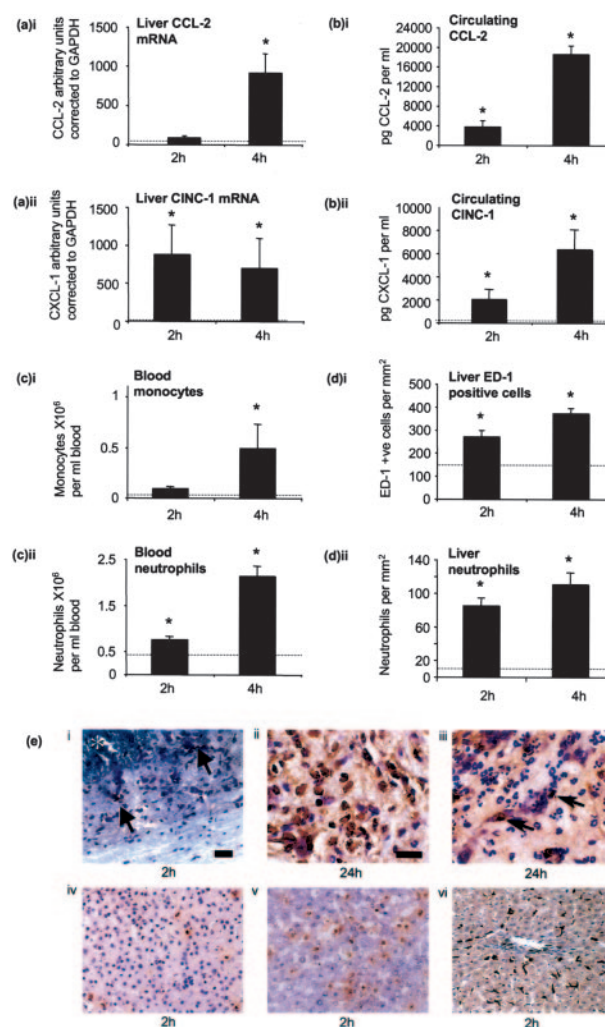 (a)i
Liver CCL-2
mRNA
CCL-2 arbitrary units
corrected to GAPDH
1500
1000
500
0
*
2h
4h
(b)i
Circulating
CCL-2
pg CCL-2 per ml
24000
20000
16000
12000
8000
4000
0
*
*
2h
4h
(a)ii
Liver CINC-1 mRNA
CXCL-1 arbitrary units
corrected to GAPDH
1500
1000
500
0
*
*
2h
4h
(b)ii
Circulating
CINC-1
pg CXCL-1 per ml
10000
8000
6000
4000
2000
0
*
*
2h
4h
(c)i
Blood
monocytes
Monocytes X10⁶
per ml blood
1
0.5
0
*
2h
4h
(d)i
Liver ED-1
positive cells
ED-1 +ve cells per mm²
500
400
300
200
100
0
*
*
2h
4h
(c)ii
Blood
neutrophils
Neutrophils X10⁶
per ml blood
2.5
1.5
0.5
0
*
*
2h
4h
(d)ii
Liver
neutrophils
Neutrophils per mm²
140
100
60
20
0
*
*
2h
4h
(e)
i
ii
iii
*
2h
24h
24h
iv
v
vi
2h
2h
2h